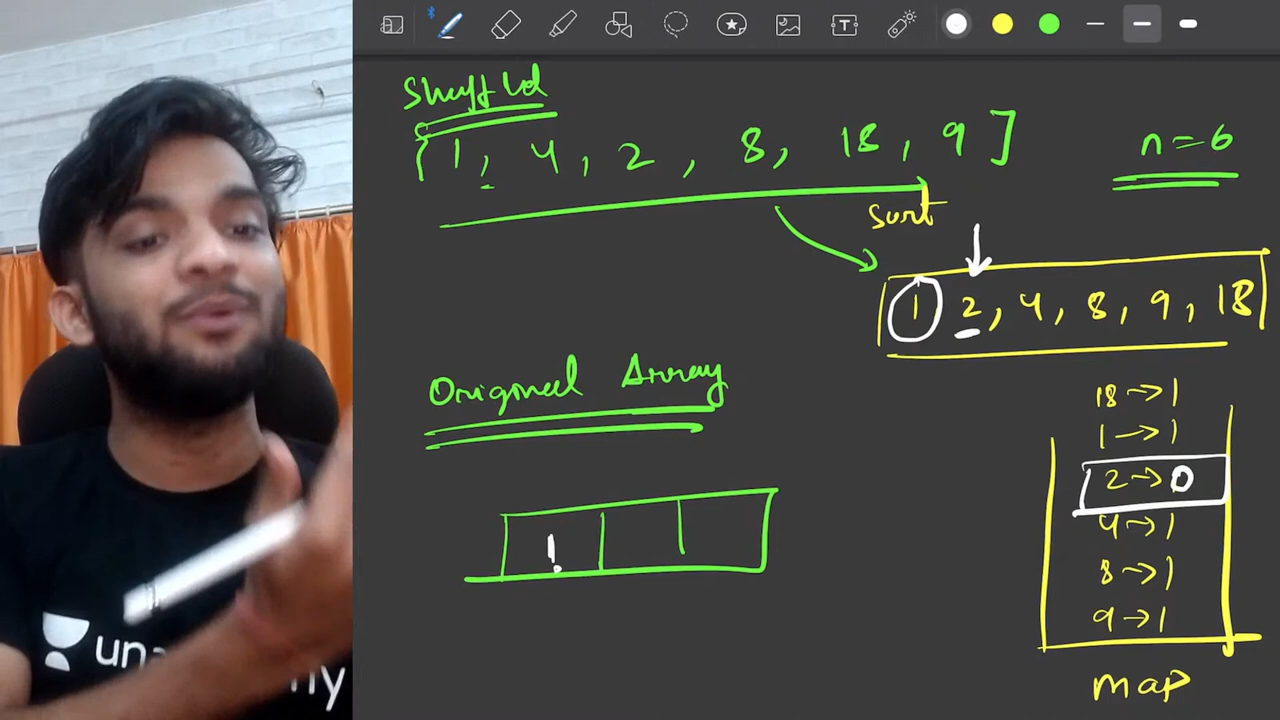 Shuffled
[1, 4, 2, 8, 18, 9]
n=6
sort
1 2, 4, 8, 9, 18
Original Array
1
18→1
1→1
2→0
4→1
8→1
9→1
map
una
ny